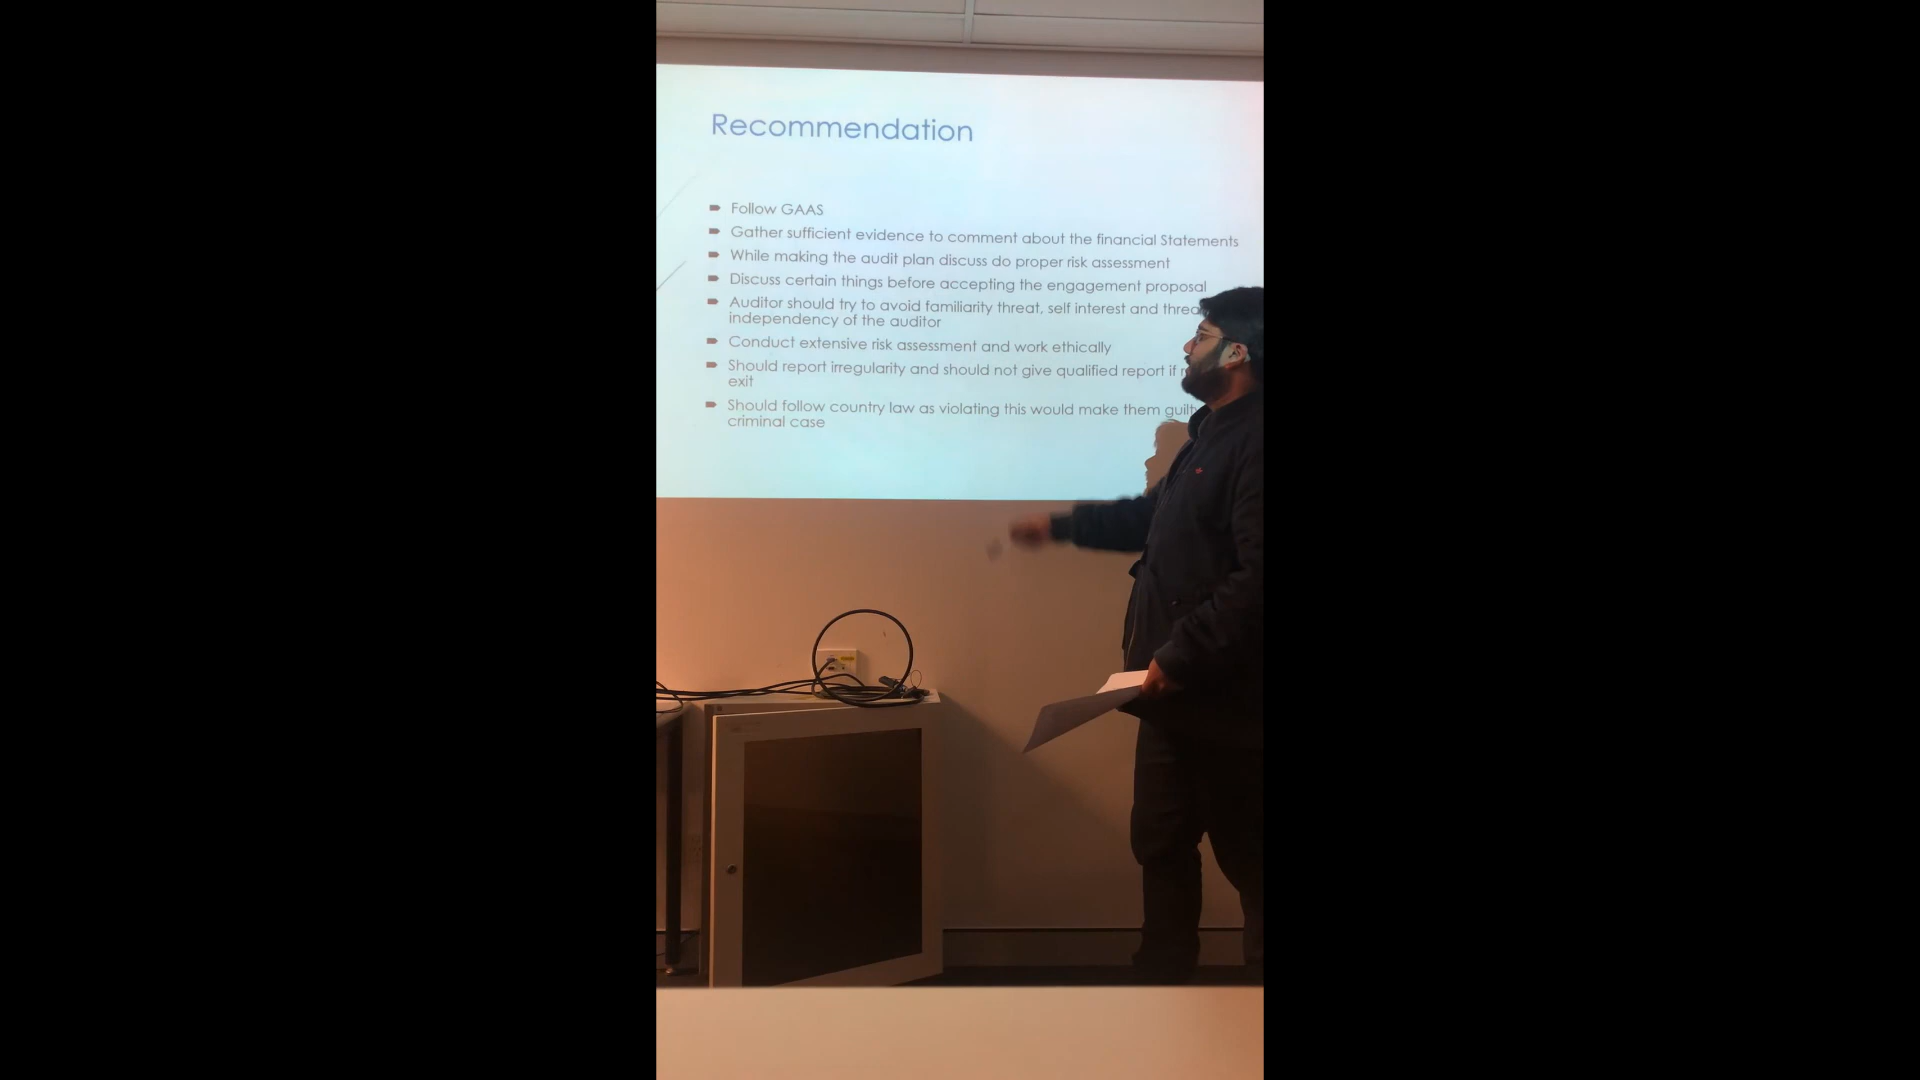 Recommendation
Follow GAAS
Gather sufficient evidence to comment about the financial Statements
While making the audit plan discuss do proper risk assessment
Discuss certain things before accepting the engagement proposal
Auditor should try to avoid familiarity threat, self interest and
independency of the auditor
Conduct extensive risk assessment and work ethically
Should report irregularity and should not give qualified report if
exit
Should follow country law as violating this would make them
criminal case